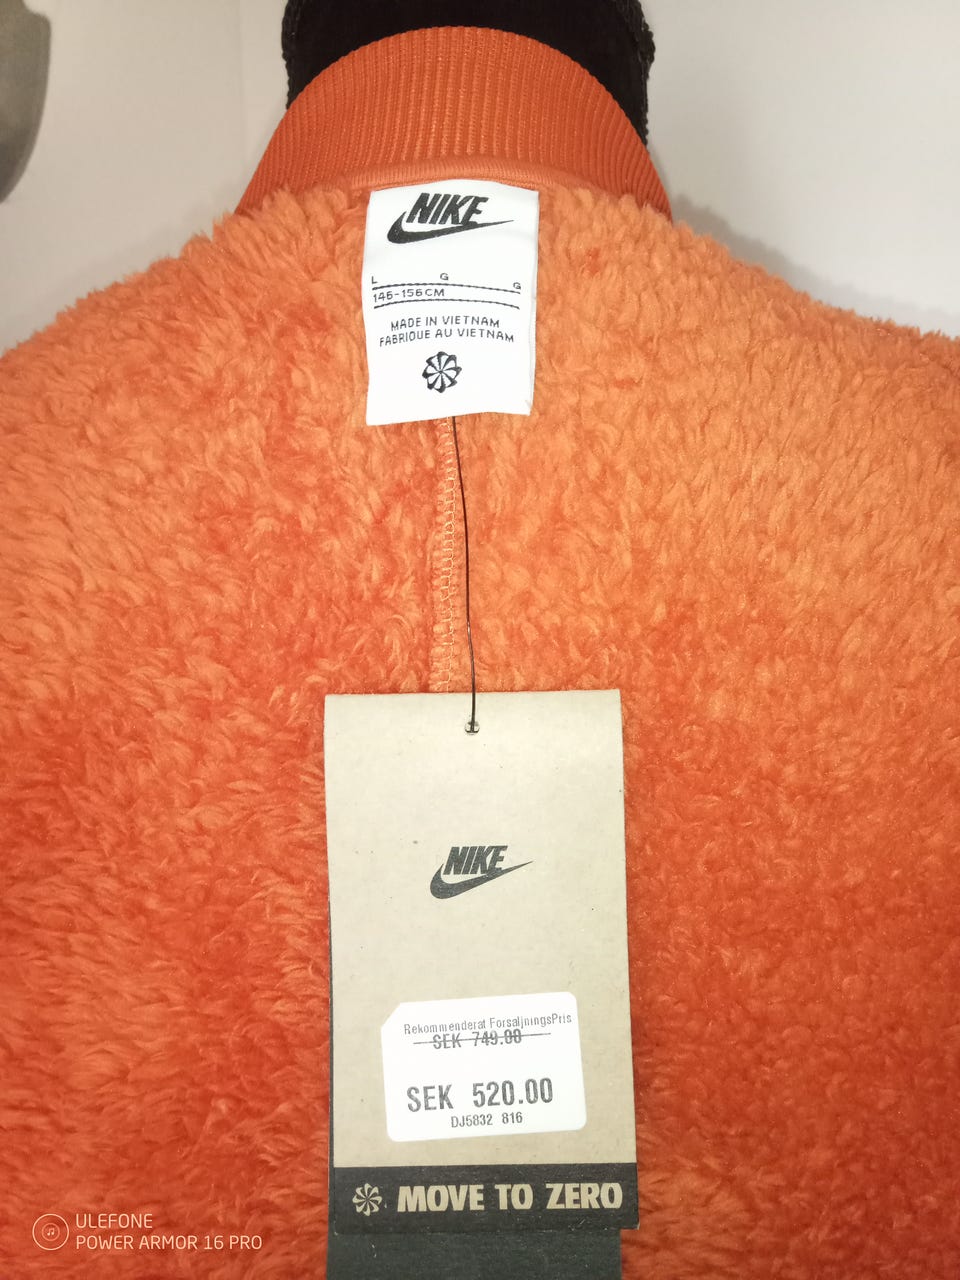 NIKE
L G G
146-156CM
MADE IN VIETNAM
FABRIQUE AU VIETNAM
NIKE
Rekommenderat ForsaljningsPris
SEK 749.00
SEK 520.00
DJ5832 816
MOVE TO ZERO
ULEFONE
POWER ARMOR 16 PRO